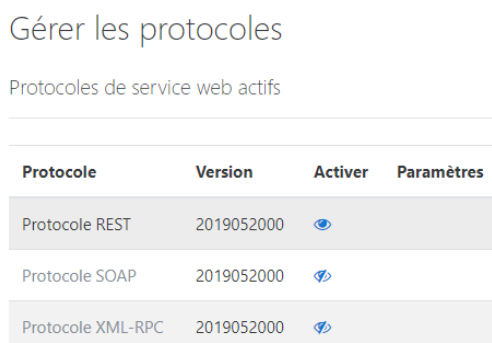 Gérer les protocoles
Protocoles de service web actifs
Protocole Version Activer Paramètres
Protocole REST 2019052000
Protocole SOAP 2019052000
Protocole XML-RPC 2019052000